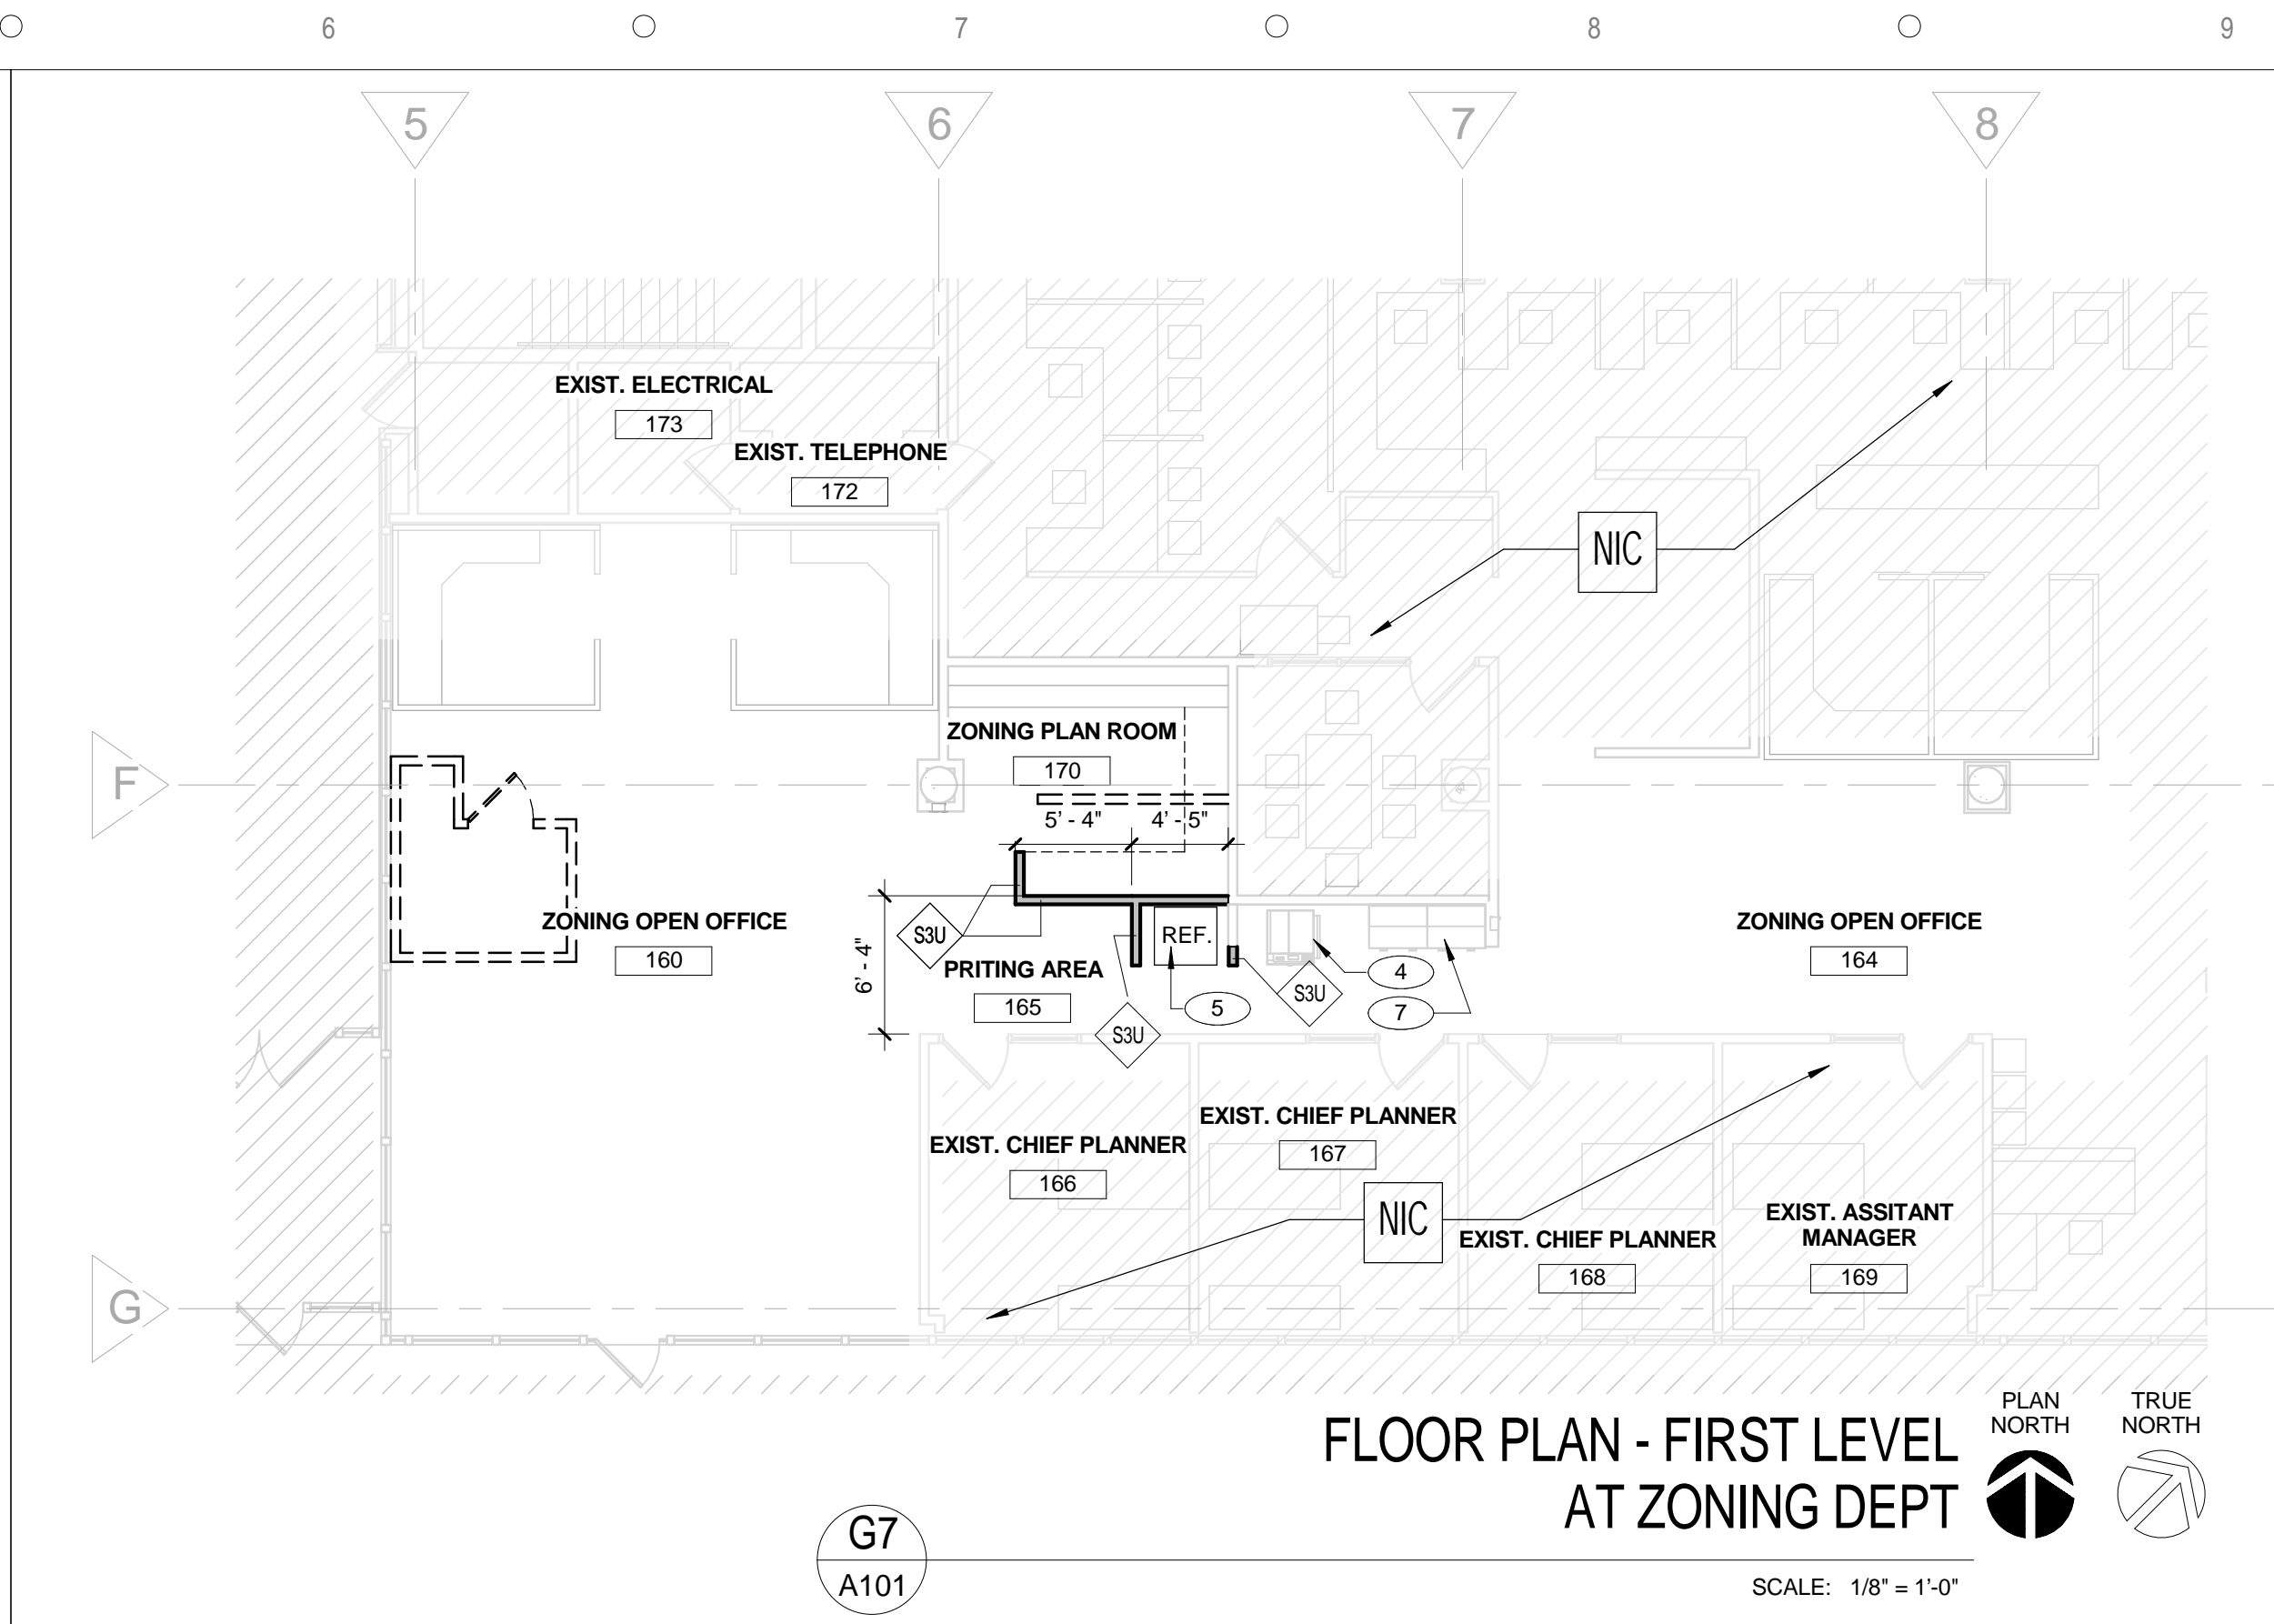 6 7 8 9
5 6 7 8
EXIST. ELECTRICAL
173
EXIST. TELEPHONE
172
NIC
ZONING PLAN ROOM
170
F
5' - 4" 4' - 5"
ZONING OPEN OFFICE
160
S3U
REF.
6' - 4"
PRITING AREA
165
5
S3U
S3U
4
7
ZONING OPEN OFFICE
164
EXIST. CHIEF PLANNER
166
EXIST. CHIEF PLANNER
167
NIC
EXIST. CHIEF PLANNER
168
EXIST. ASSITANT
MANAGER
169
G
FLOOR PLAN - FIRST LEVEL
AT ZONING DEPT
PLAN
NORTH
TRUE
NORTH
G7
A101
SCALE: 1/8" = 1'-0"